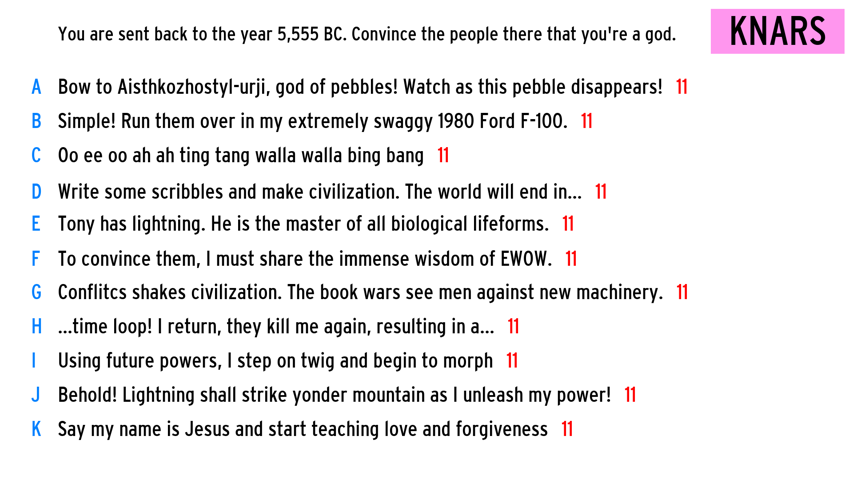 You are sent back to the year 5,555 BC. Convince the people there that you're a god.
KNARS
A Bow to Aisthkozhostyl-urji, god of pebbles! Watch as this pebble disappears! 11
B Simple! Run them over in my extremely swaggy 1980 Ford F-100. 11
C Oo ee oo ah ah ting tang walla walla bing bang 11
D Write some scribbles and make civilization. The world will end in... 11
E Tony has lightning. He is the master of all biological lifeforms. 11
F To convince them, I must share the immense wisdom of EWOW. 11
G Conflitcs shakes civilization. The book wars see men against new machinery. 11
H ...time loop! I return, they kill me again, resulting in a... 11
I Using future powers, I step on twig and begin to morph 11
J Behold! Lightning shall strike yonder mountain as I unleash my power! 11
K Say my name is Jesus and start teaching love and forgiveness 11